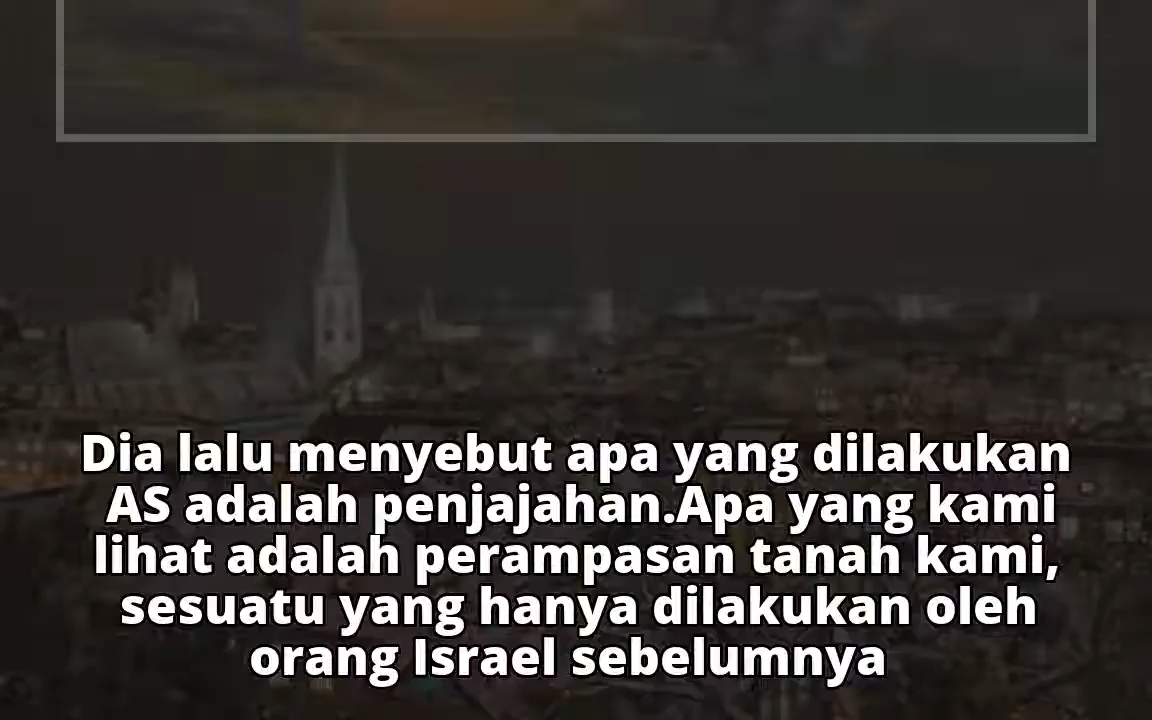 Dia lalu menyebut apa yang dilakukan
AS adalah penjajahan.Apa yang kami
lihat adalah perampasan tanah kami,
sesuatu yang hanya dilakukan oleh
orang Israel sebelumnya